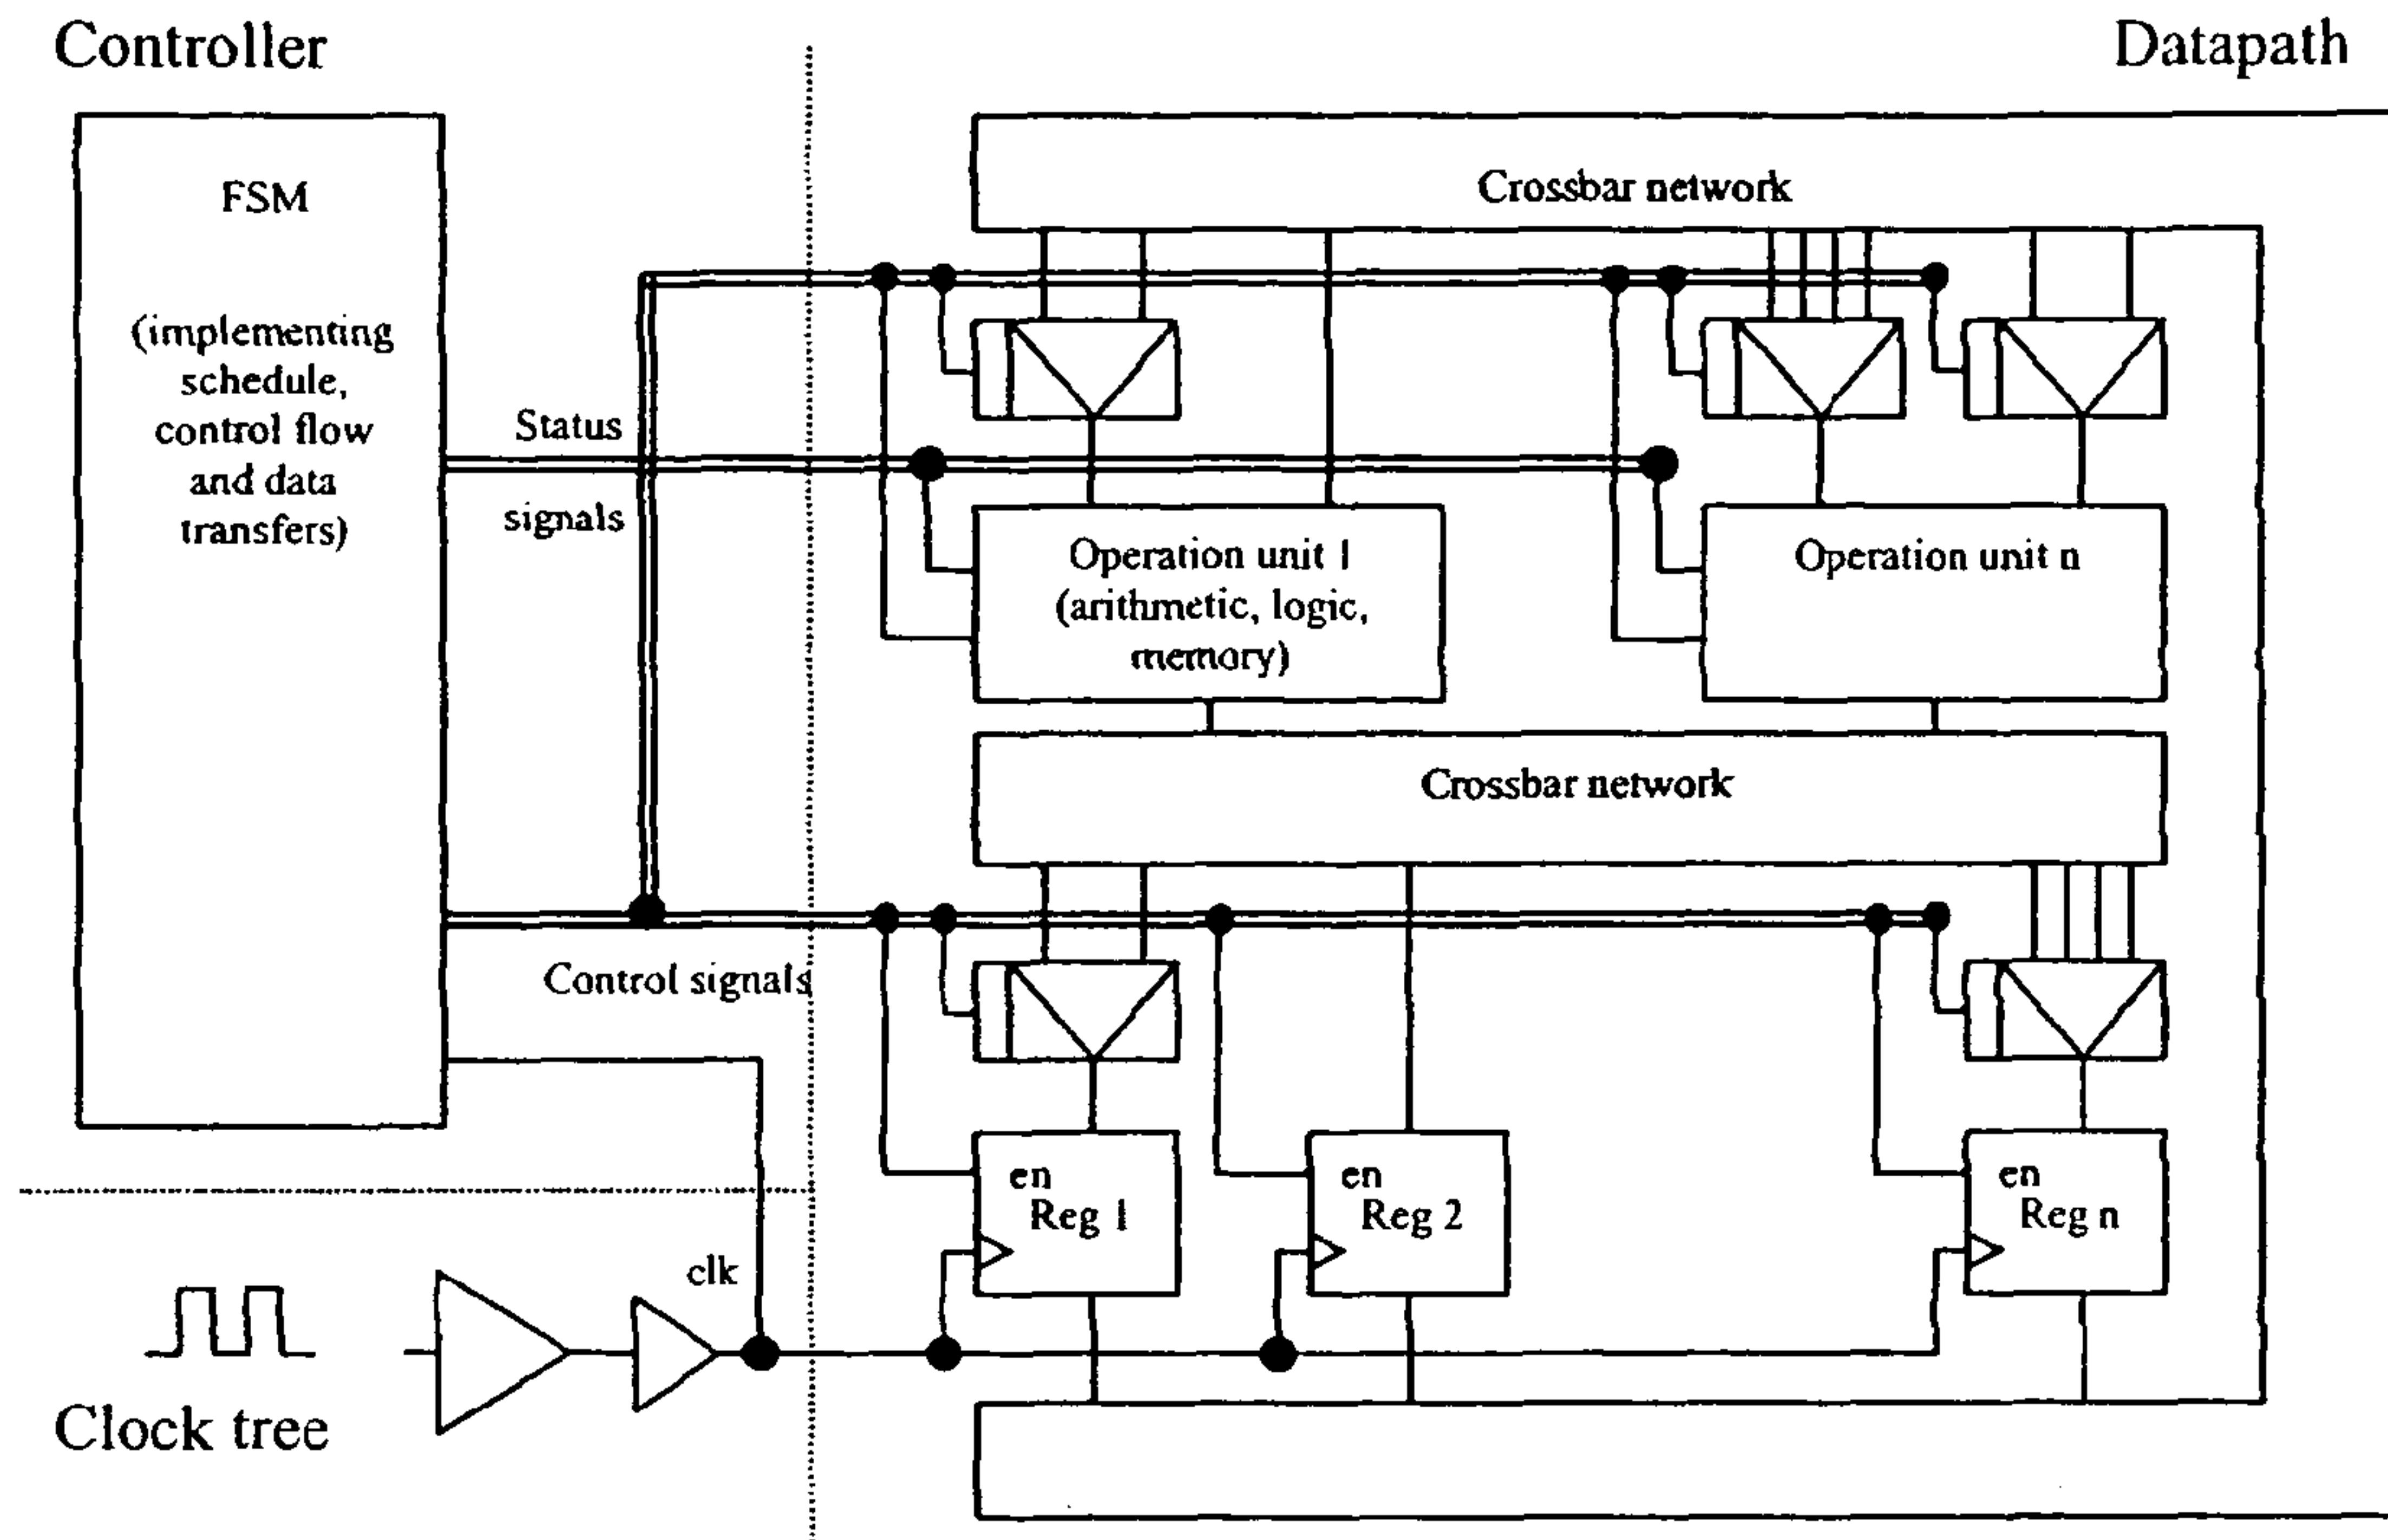 Controller
Datapath
FSM
(implementing
schedule,
control flow
and data
transfers)
Status
signals
Control signals
Crossbar network
Operation unit 1
(arithmetic, logic,
memory)
Operation unit n
Crossbar network
en
Reg 1
en
Reg 2
en
Reg n
clk
Clock tree